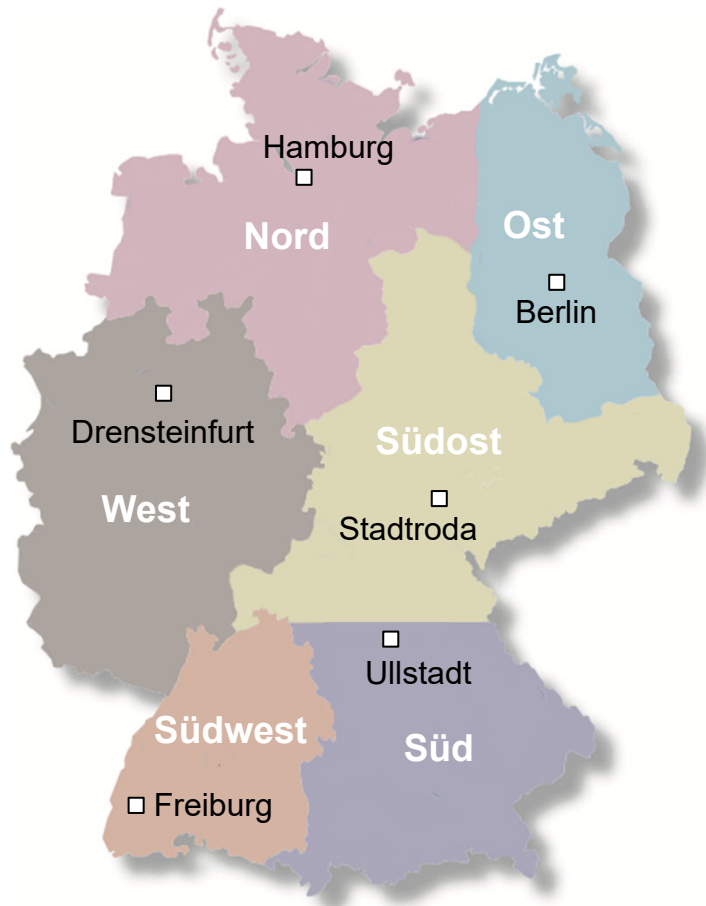 Hamburg
Nord
Ost
Berlin
Drensteinfurt
Südost
West
Stadtroda
Ullstadt
Südwest
Süd
Freiburg